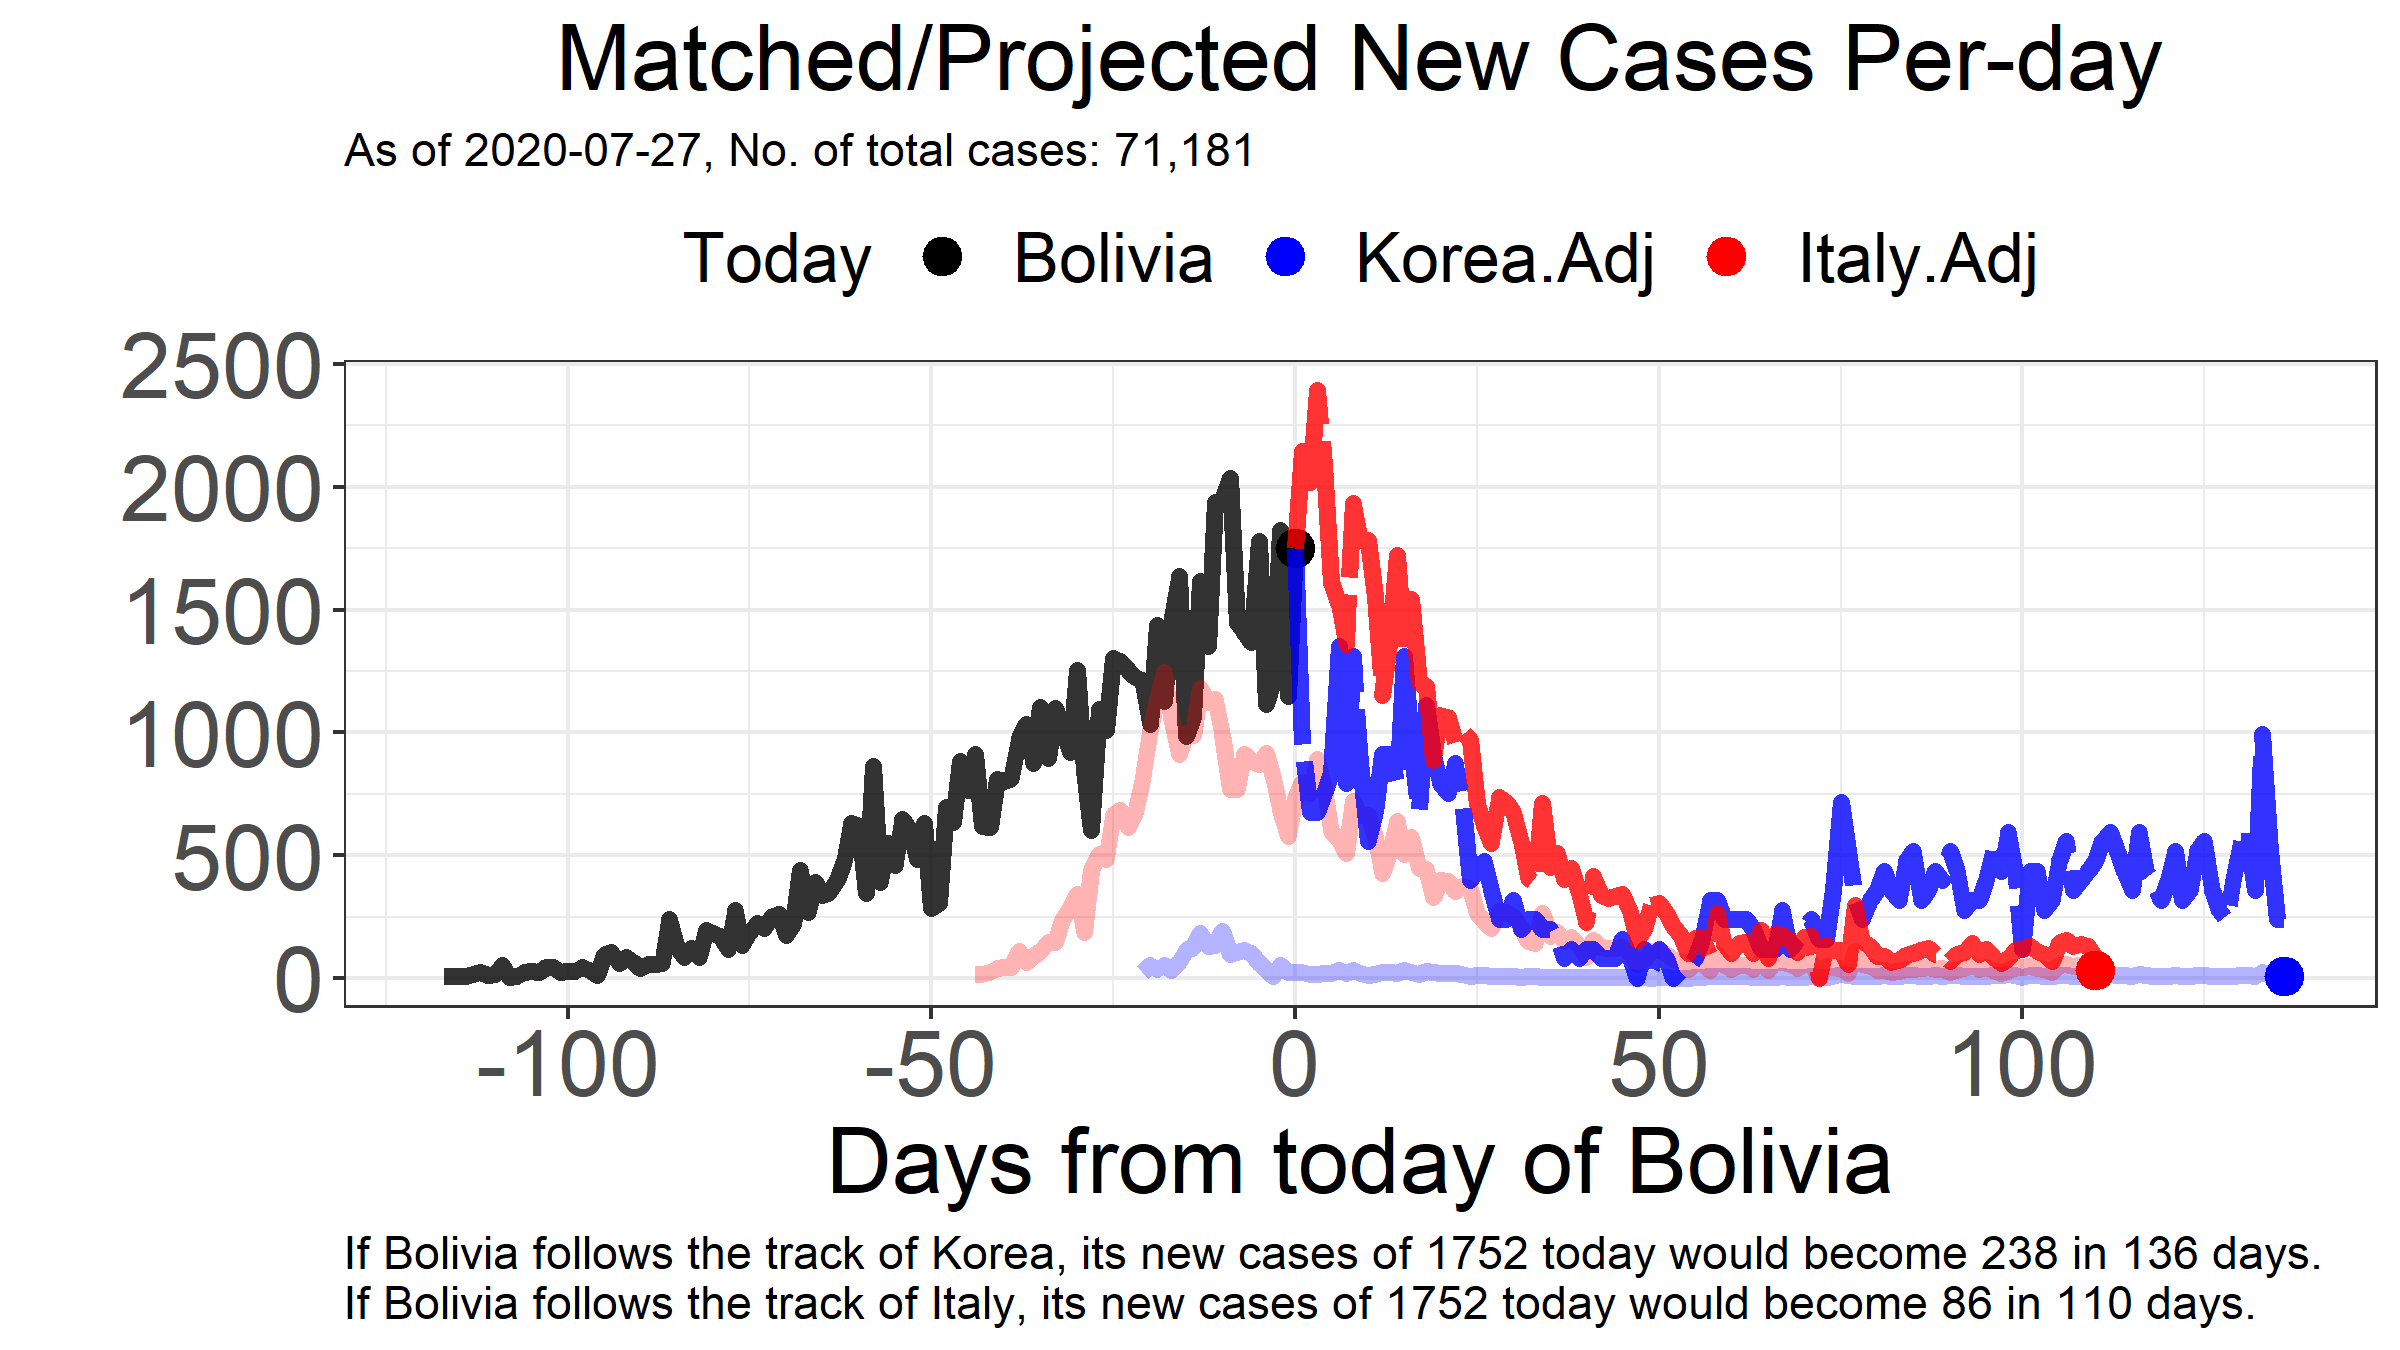 Matched/Projected New Cases Per-day
As of 2020-07-27, No. of total cases: 71,181
Today Bolivia Korea.Adj Italy.Adj
2500
2000
1500
1000
500
0
-100 -50 0 50 100
Days from today of Bolivia
If Bolivia follows the track of Korea, its new cases of 1752 today would become 238 in 136 days.
If Bolivia follows the track of Italy, its new cases of 1752 today would become 86 in 110 days.